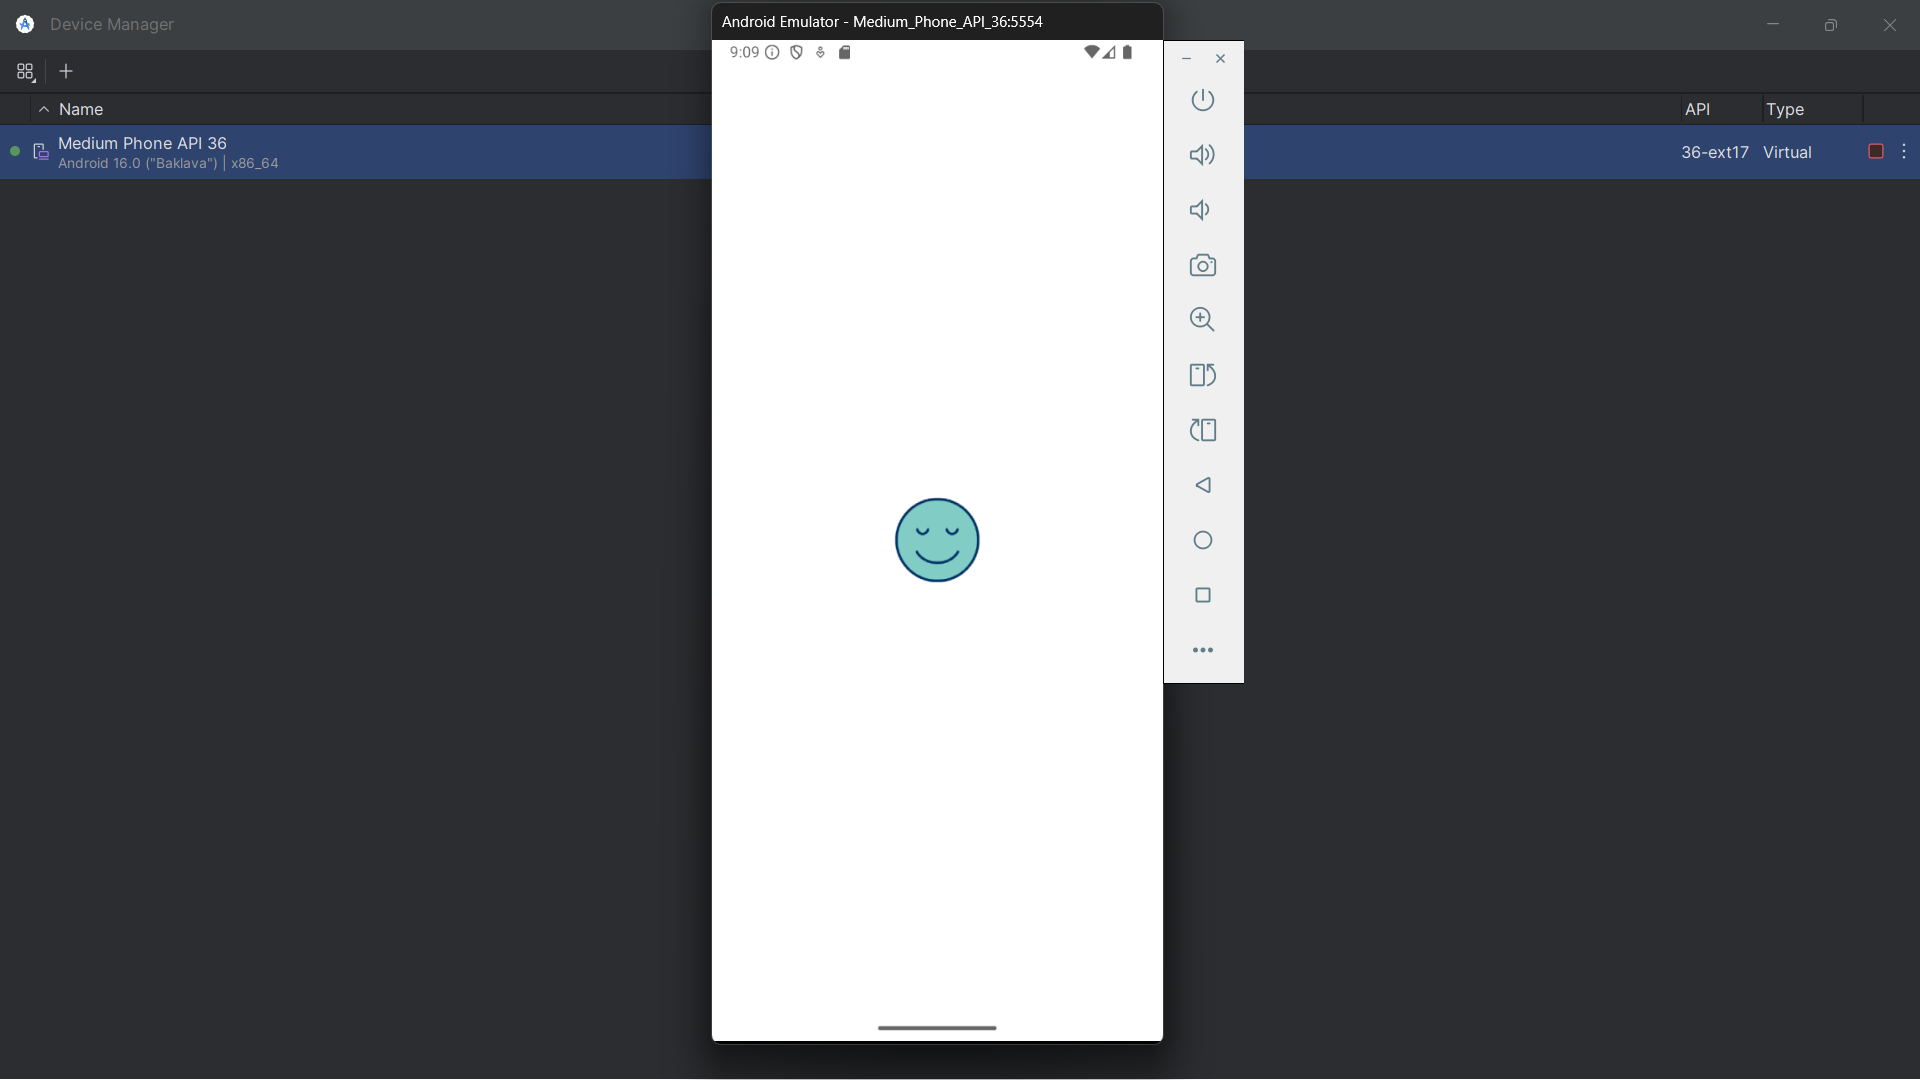 Device Manager
Android Emulator - Medium_Phone_API_36:5554
9:09
Name
API
Type
Medium Phone API 36
Android 16.0 ("Baklava") | x86_64
36-ext17
Virtual